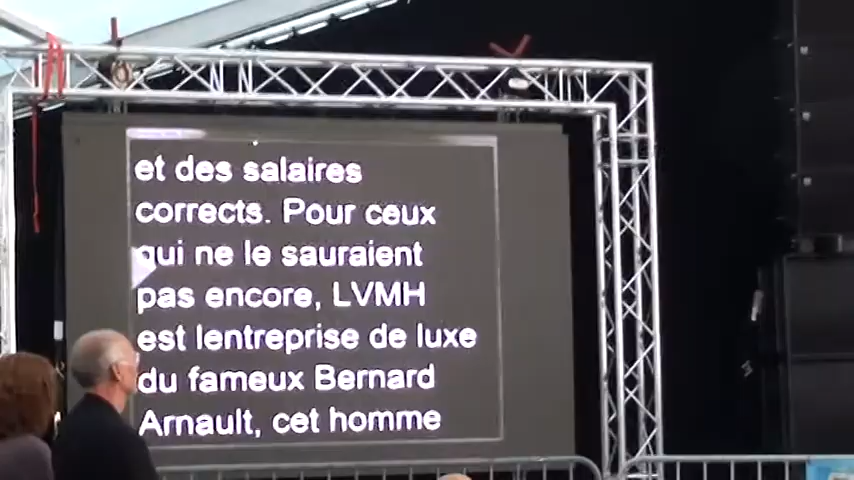 et des salaires
corrects. Pour ceux
qui ne le sauraient
pas encore, LVMH
est lentreprise de luxe
du fameux Bernard
Arnault, cet homme